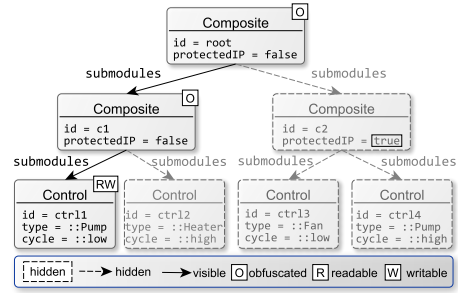 Composite
O
id = root
protectedIP = false
submodules
submodules
Composite
O
id = c1
protectedIP = false
Composite
id = c2
protectedIP = true
submodules
submodules
submodules
submodules
Control
RW
id = ctrl1
type = ::Pump
cycle = ::low
Control
id = ctrl2
type = ::Heater
cycle = ::high
Control
id = ctrl3
type = ::Fan
cycle = ::low
Control
id = ctrl4
type = ::Pump
cycle = ::high
hidden hidden visible O obfuscated R readable W writable